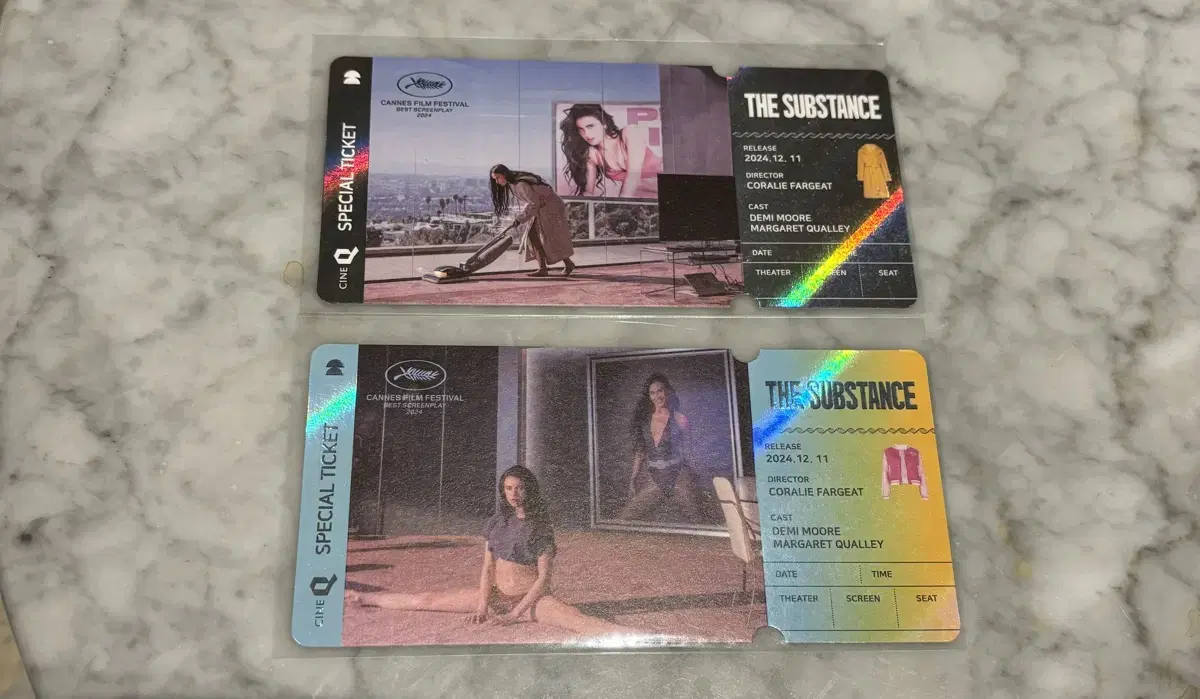 SPECIAL TICKET
CINE Q
CANNES FILM FESTIVAL
BEST SCREENPLAY
2024
THE SUBSTANCE
RELEASE
2024. 12. 11
DIRECTOR
CORALIE FARGEAT
CAST
DEMI MOORE
MARGARET QUALLEY
DATE
THEATER SEAT
SPECIAL TICKET
CINE Q
CANNES FILM FESTIVAL
BEST SCREENPLAY
2024
THE SUBSTANCE
RELEASE
2024. 12. 11
DIRECTOR
CORALIE FARGEAT
CAST
DEMI MOORE
MARGARET QUALLEY
DATE TIME
THEATER SCREEN SEAT